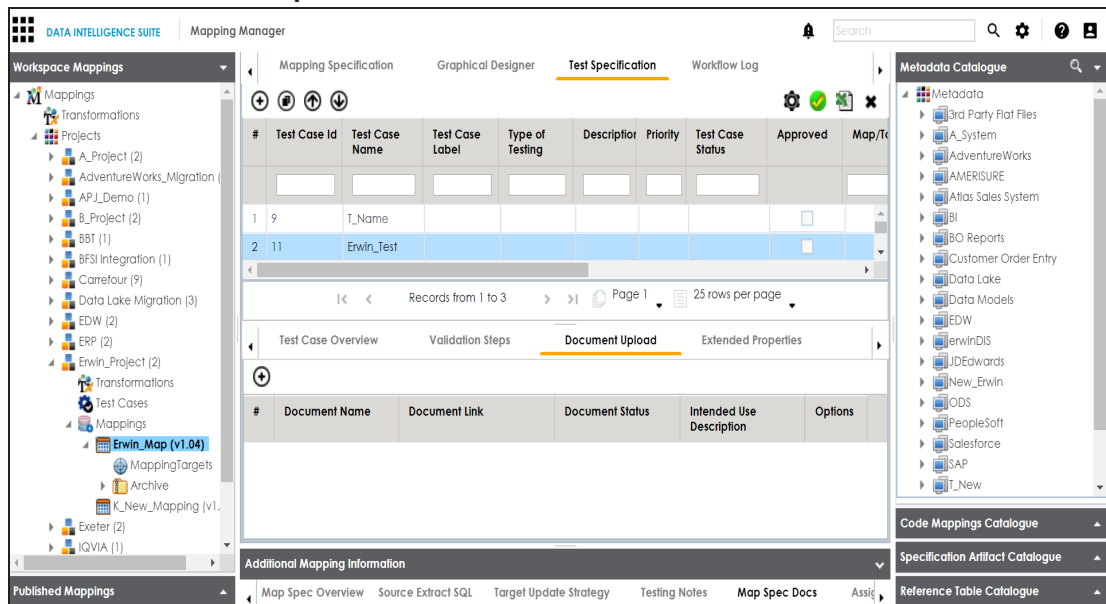 DATA INTELLIGENCE SUITE Mapping Manager Search
Workspace Mappings
Mappings
Transformations
Projects
A_Project (2)
AdventureWorks_Migration (
APJ_Demo (1)
B_Project (2)
BBT (1)
BFSI Integration (1)
Carrefour (9)
Data Lake Migration (3)
EDW (2)
ERP (2)
Erwin_Project (2)
Transformations
Test Cases
Mappings
Erwin_Map (v1.04)
MappingTargets
Archive
K_New_Mapping (v1.
Exeter (2)
IQVIA (1)
Published Mappings
Mapping Specification Graphical Designer Test Specification Workflow Log
# Test Case Id Test Case Name Test Case Label Type of Testing Description Priority Test Case Status Approved Map/Ta
1 9 T_Name
2 11 Erwin_Test
Records from 1 to 3 Page 1 25 rows per page
Test Case Overview Validation Steps Document Upload Extended Properties
# Document Name Document Link Document Status Intended Use Description Options
Additional Mapping Information
Map Spec Overview Source Extract SQL Target Update Strategy Testing Notes Map Spec Docs Assig
Metadata Catalogue
Metadata
3rd Party Flat Files
A_System
AdventureWorks
AMERISURE
Atlas Sales System
BI
BO Reports
Customer Order Entry
Data Lake
Data Models
EDW
erwinDIS
JDEdwards
New_Erwin
ODS
PeopleSoft
Salesforce
SAP
T_New
Code Mappings Catalogue
Specification Artifact Catalogue
Reference Table Catalogue